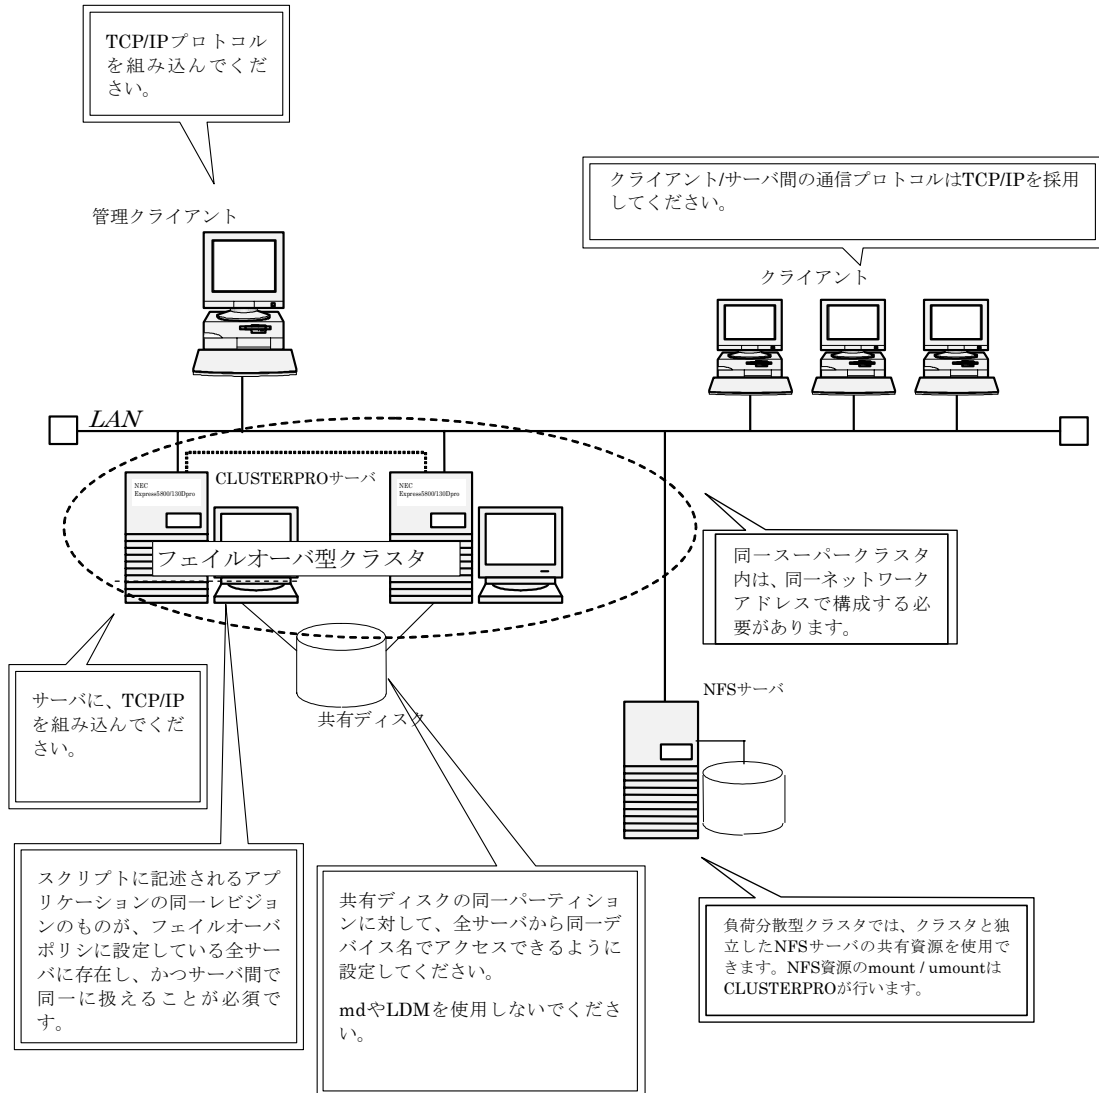 TCP/IPプロトコル
を組み込んでくだ
さい。
クライアント/サーバ間の通信プロトコルはTCP/IPを採用
してください。
管理クライアント
クライアント
LAN
NEC
Express5800/130Dpro
CLUSTERPROサーバ
NEC
Express5800/130Dpro
フェイルオーバ型クラスタ
同一スーパークラスタ
内は、同一ネットワーク
アドレスで構成する必
要があります。
サーバに、TCP/IP
を組み込んでくだ
さい。
共有ディスク
NFSサーバ
スクリプトに記述されるアプ
リケーションの同一レビジョ
ンのものが、フェイルオーバ
ポリシに設定している全サー
バに存在し、かつサーバ間で
同一に扱えることが必須で
す。
共有ディスクの同一パーティショ
ンに対して、全サーバから同一デ
バイス名でアクセスできるように
設定してください。
mdやLDMを使用しないでくださ
い。
負荷分散型クラスタでは、クラスタと独
立したNFSサーバの共有資源を使用で
きます。NFS資源のmount / umountは
CLUSTERPROが行います。